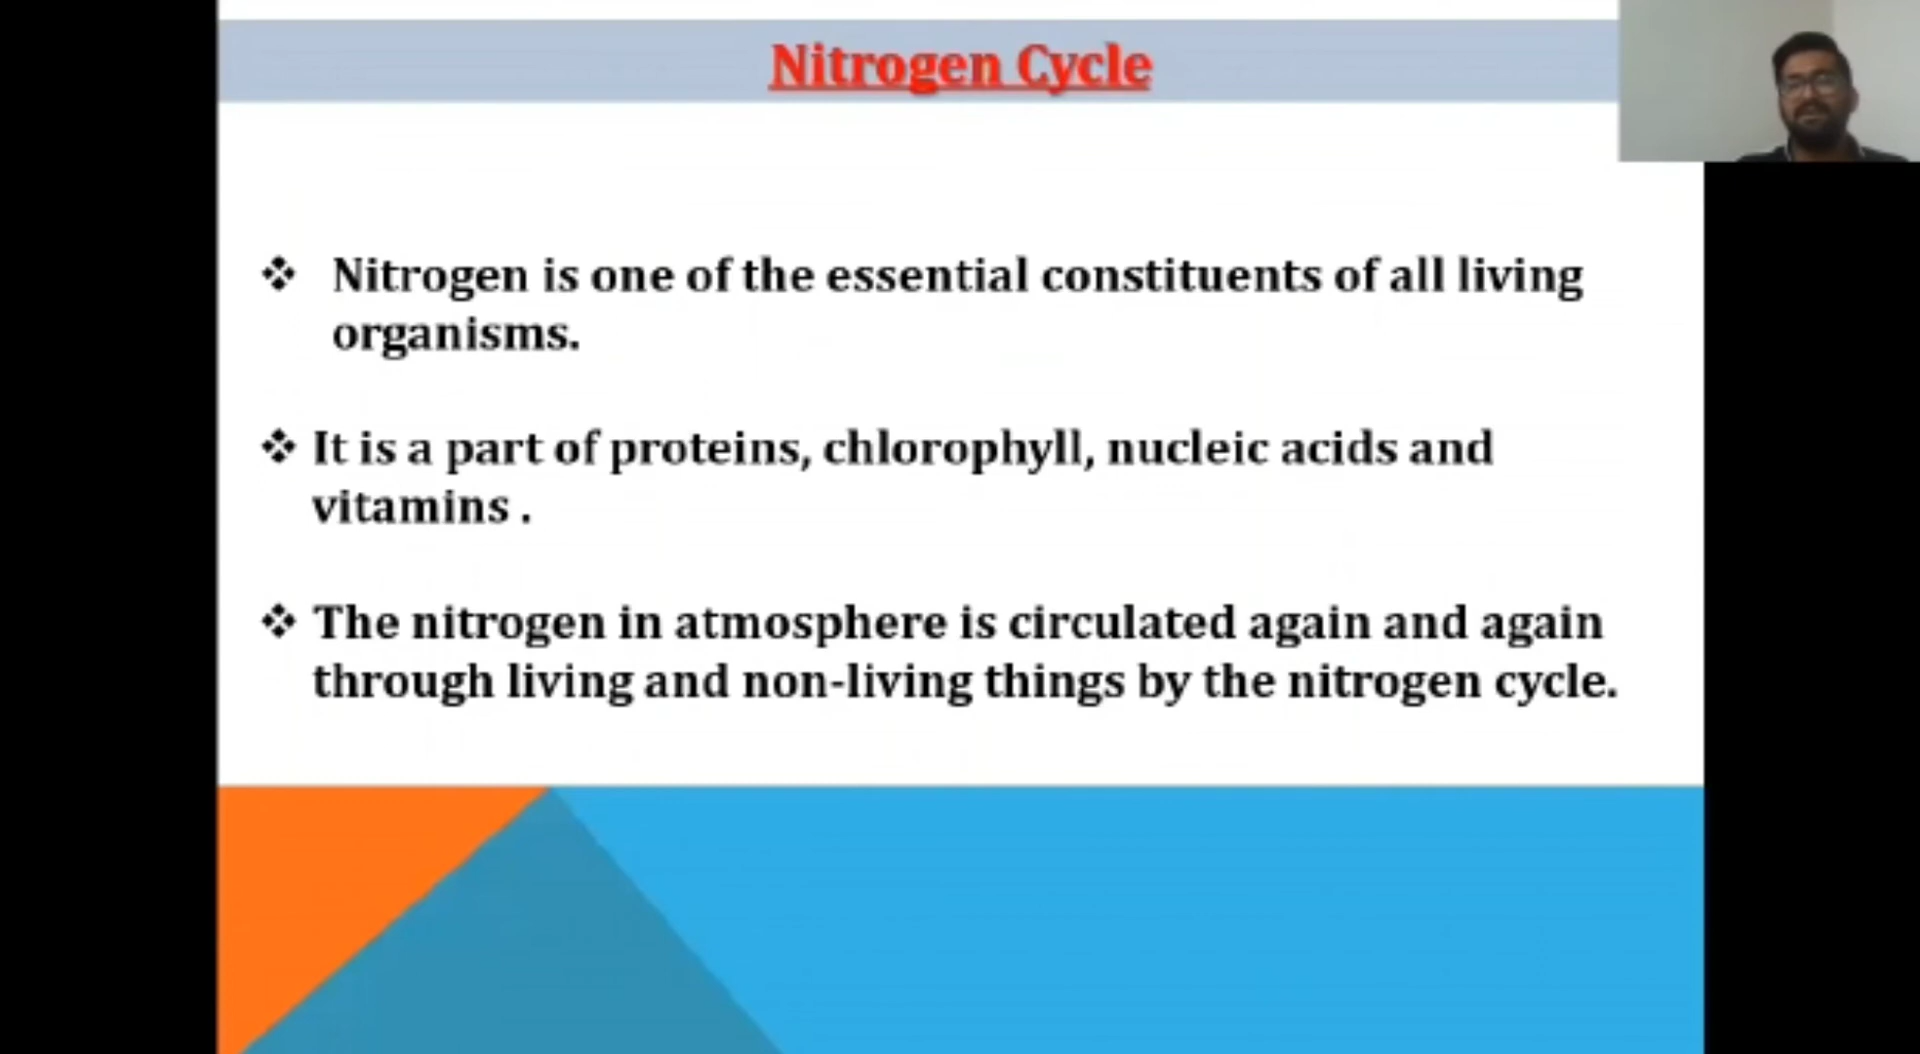 Nitrogen Cycle
❖ Nitrogen is one of the essential constituents of all living
organisms.
❖ It is a part of proteins, chlorophyll, nucleic acids and
vitamins .
❖ The nitrogen in atmosphere is circulated again and again
through living and non-living things by the nitrogen cycle.